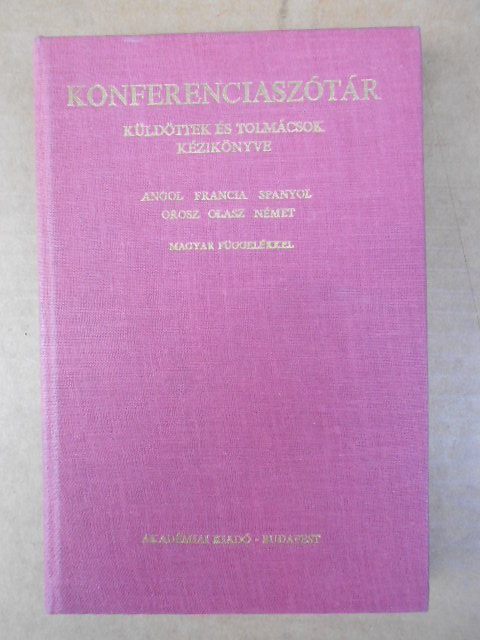 KONFERENCIASZÓTÁR
KÜLDÖTTEK ÉS TOLMÁCSOK
KÉZIKÖNYVE
ANGOL FRANCIA SPANYOL
OROSZ OLASZ NÉMET
MAGYAR FÜGGELÉKKEL
AKADÉMIAI KIADÓ - BUDAPEST